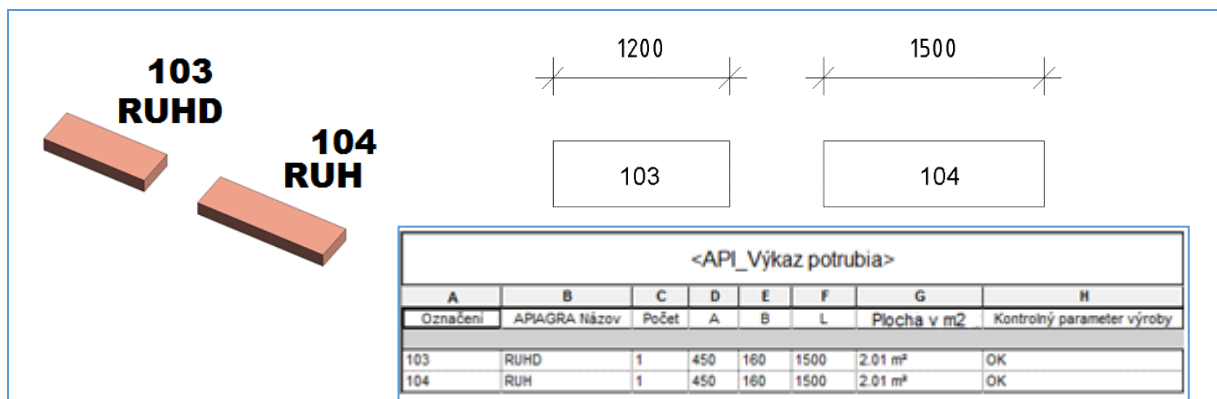 103
RUHD
104
RUH
1200 1500
103 104
<API_Výkaz potrubia>
A B C D E F G H
Označení APIAGRA Názov Počet A B L Plocha v m2 Kontrolný parameter výroby
103 RUHD 1 450 160 1500 2.01 m² OK
104 RUH 1 450 160 1500 2.01 m² OK